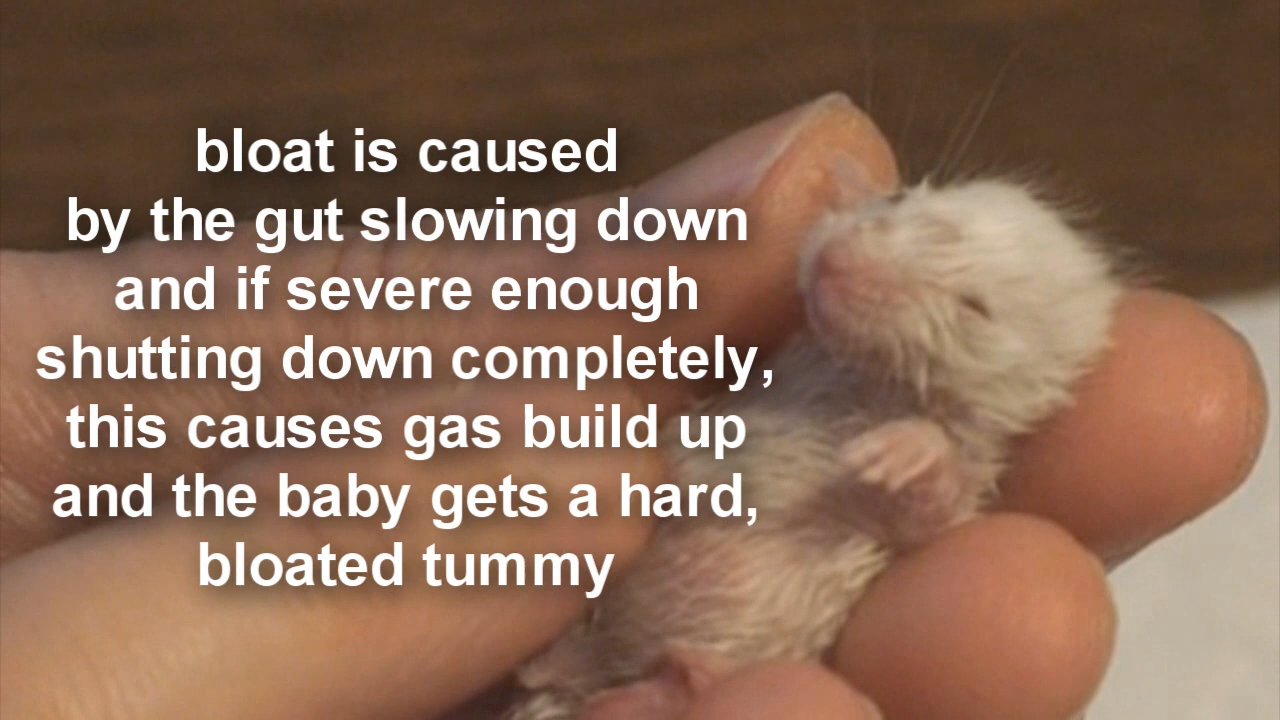 bloat is caused
by the gut slowing down
and if severe enough
shutting down completely,
this causes gas build up
and the baby gets a hard,
bloated tummy